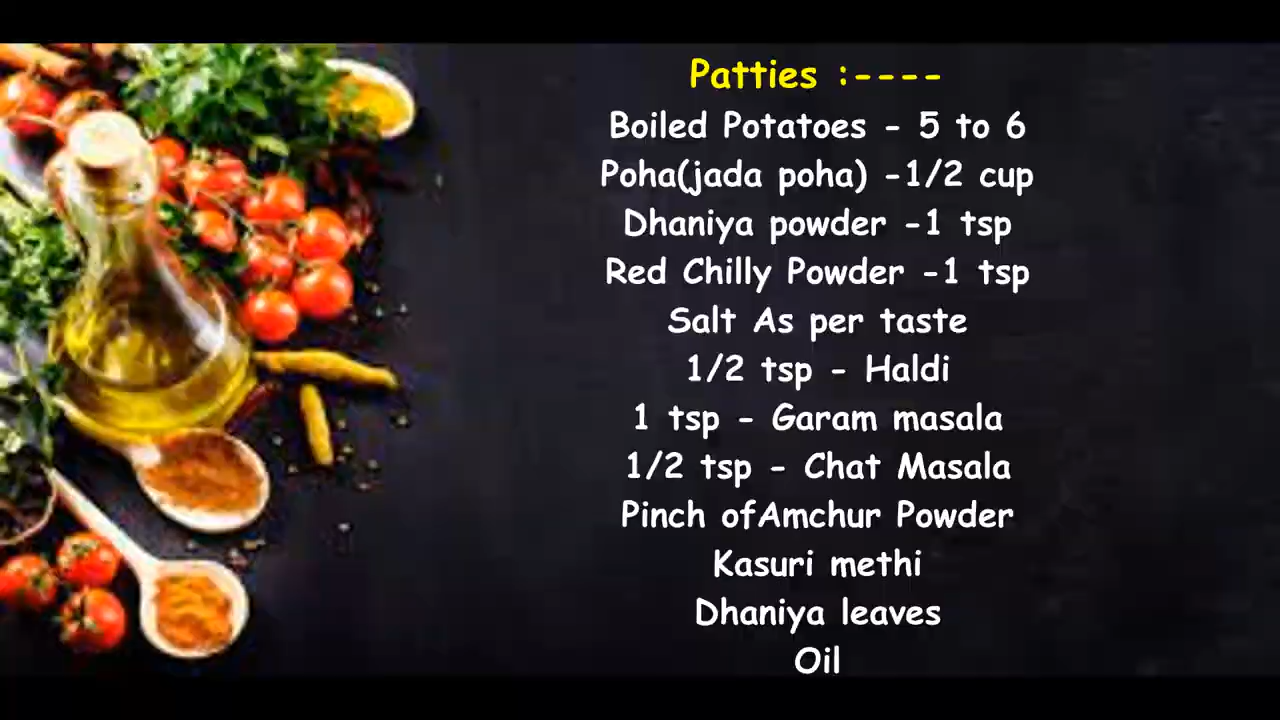 Patties :----
Boiled Potatoes - 5 to 6
Poha(jada poha) -1/2 cup
Dhaniya powder -1 tsp
Red Chilly Powder -1 tsp
Salt As per taste
1/2 tsp - Haldi
1 tsp - Garam masala
1/2 tsp - Chat Masala
Pinch ofAmchur Powder
Kasuri methi
Dhaniya leaves
Oil